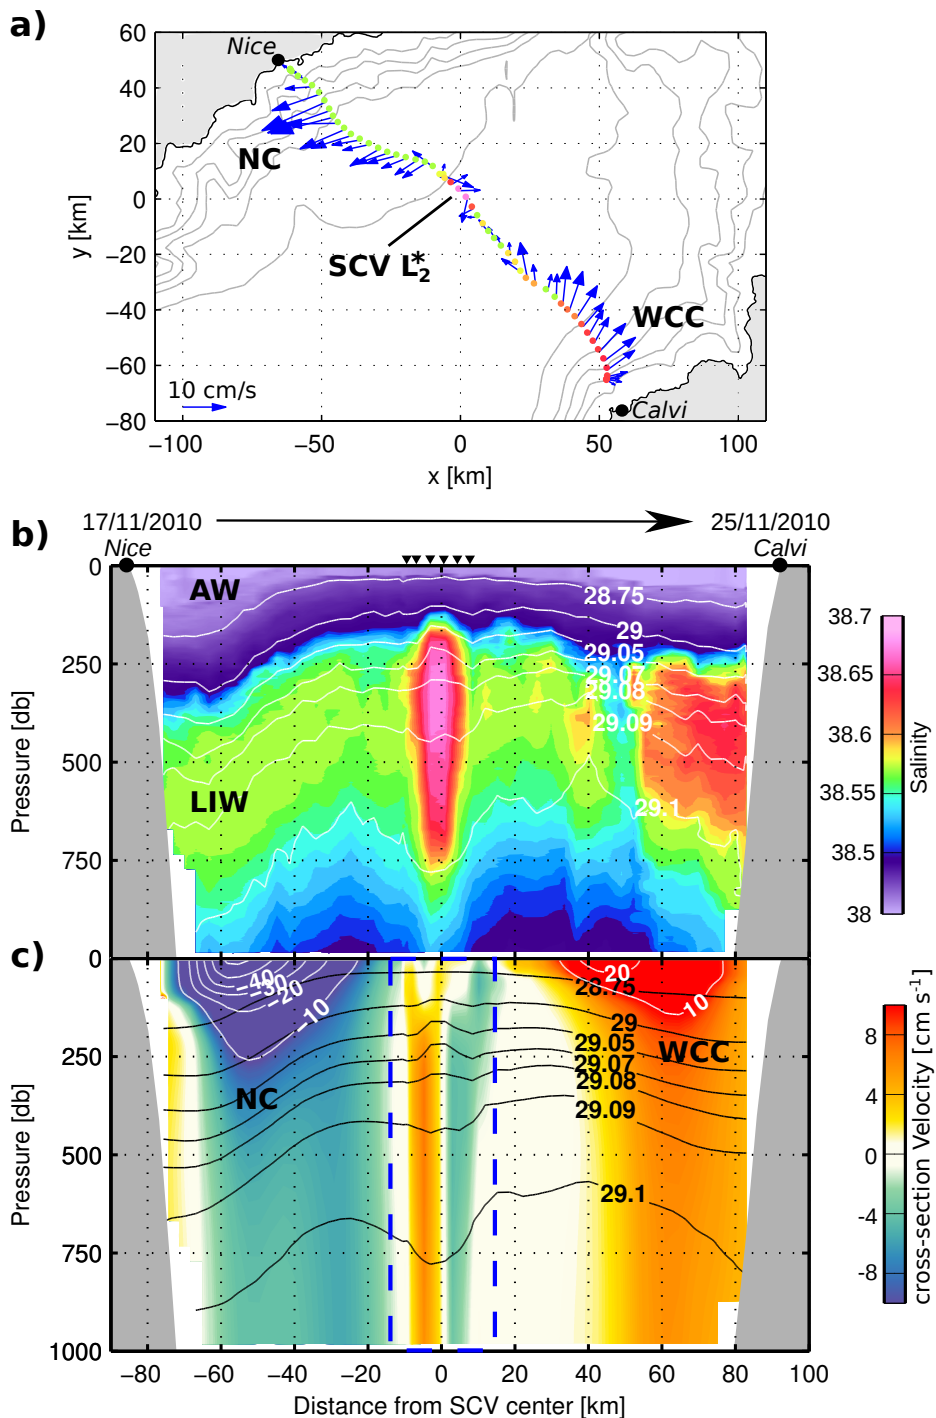 a)
60
40
20
0
−20
−40
−60
−80
y [km]
Nice
NC
SCV L*2
WCC
10 cm/s
Calvi
−100
−50
0
50
100
x [km]
17/11/2010
25/11/2010
b)
Nice
Calvi
0
250
500
750
0
Pressure [db]
AW
LIW
28.75
29
29.05
29.07
29.08
29.09
29.1
38.7
38.65
38.6
38.55
38.5
38
Salinity
c)
250
500
750
1000
Pressure [db]
−40
−30
−20
−10
NC
20
10
WCC
28.75
29
29.05
29.07
29.08
29.09
29.1
8
4
0
-4
-8
cross-section Velocity [cm s-1]
−80
−60
−40
−20
0
20
40
60
80
100
Distance from SCV center [km]